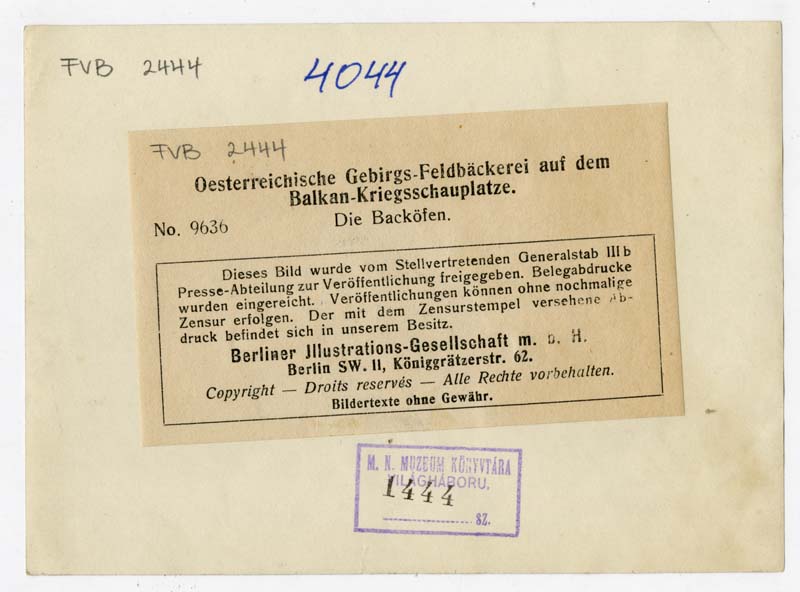 FVB 2444
4044
FVB 2444
Oesterreichische Gebirgs-Feldbäckerei auf dem
Balkan-Kriegsschauplatze.
No. 9636
Die Backöfen.
Dieses Bild wurde vom Stellvertretenden Generalstab III b
Presse-Abteilung zur Veröffentlichung freigegeben. Belegabdrucke
wurden eingereicht. Veröffentlichungen können ohne nochmalige
Zensur erfolgen. Der mit dem Zensurstempel versehene Ab-
druck befindet sich in unserem Besitz.
Berliner Jllustrations-Gesellschaft m. b. H.
Berlin SW. 11, Königgrätzerstr. 62.
Copyright — Droits reservés — Alle Rechte vorbehalten.
Bildertexte ohne Gewähr.
M. N. MUZEUM KÖNYVTÁRA
VILÁGHÁBORU,
1444
SZ.